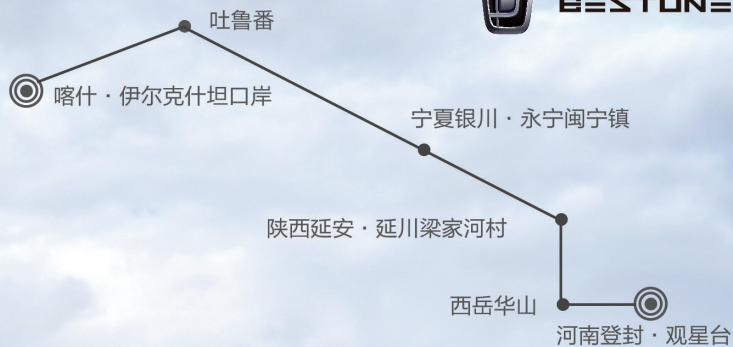 BESTUNE
吐鲁番
喀什·伊尔克什坦口岸
宁夏银川·永宁闽宁镇
陕西延安·延川梁家河村
西岳华山
河南登封·观星台